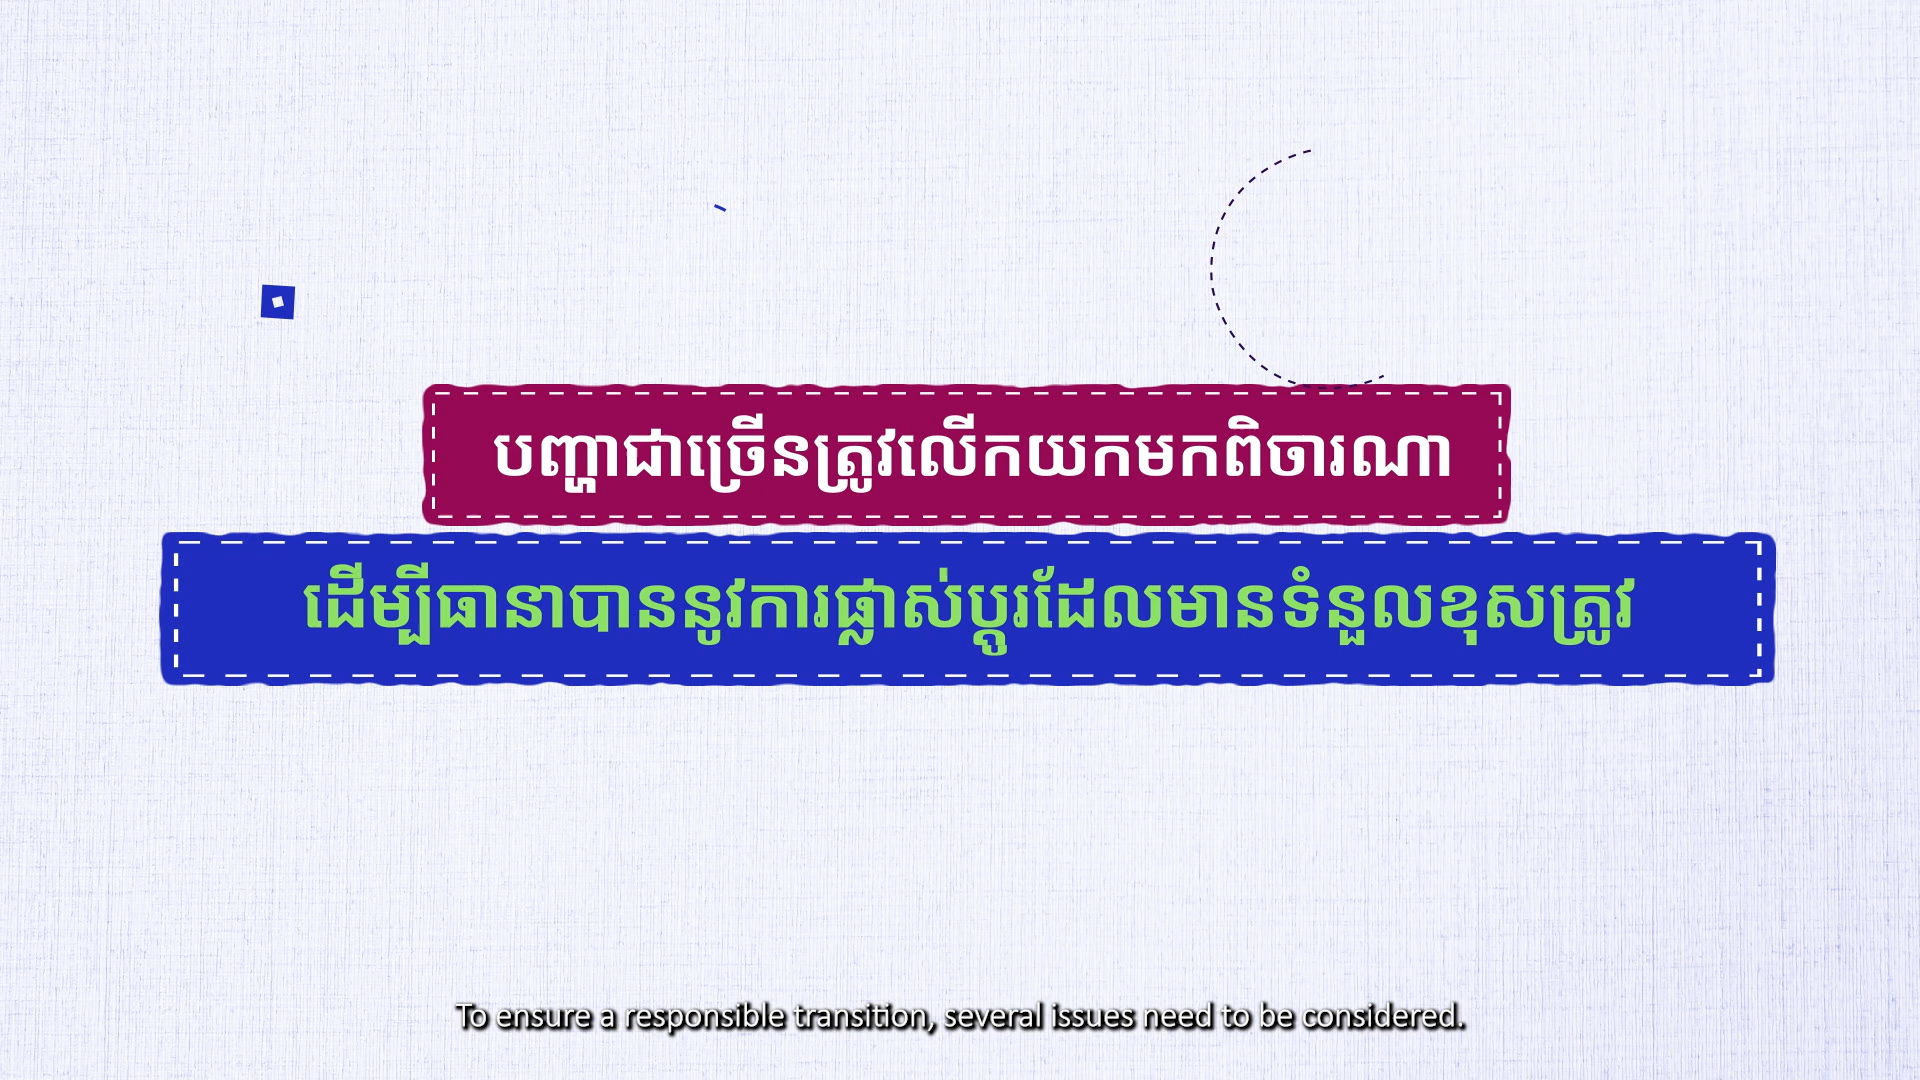 បញ្ហាជាច្រើនត្រូវលើកយកមកពិចារណា
ដើម្បីធានាបាននូវការផ្លាស់ប្តូរដែលមានទំនួលខុសត្រូវ
To ensure a responsible transition, several issues need to be considered.